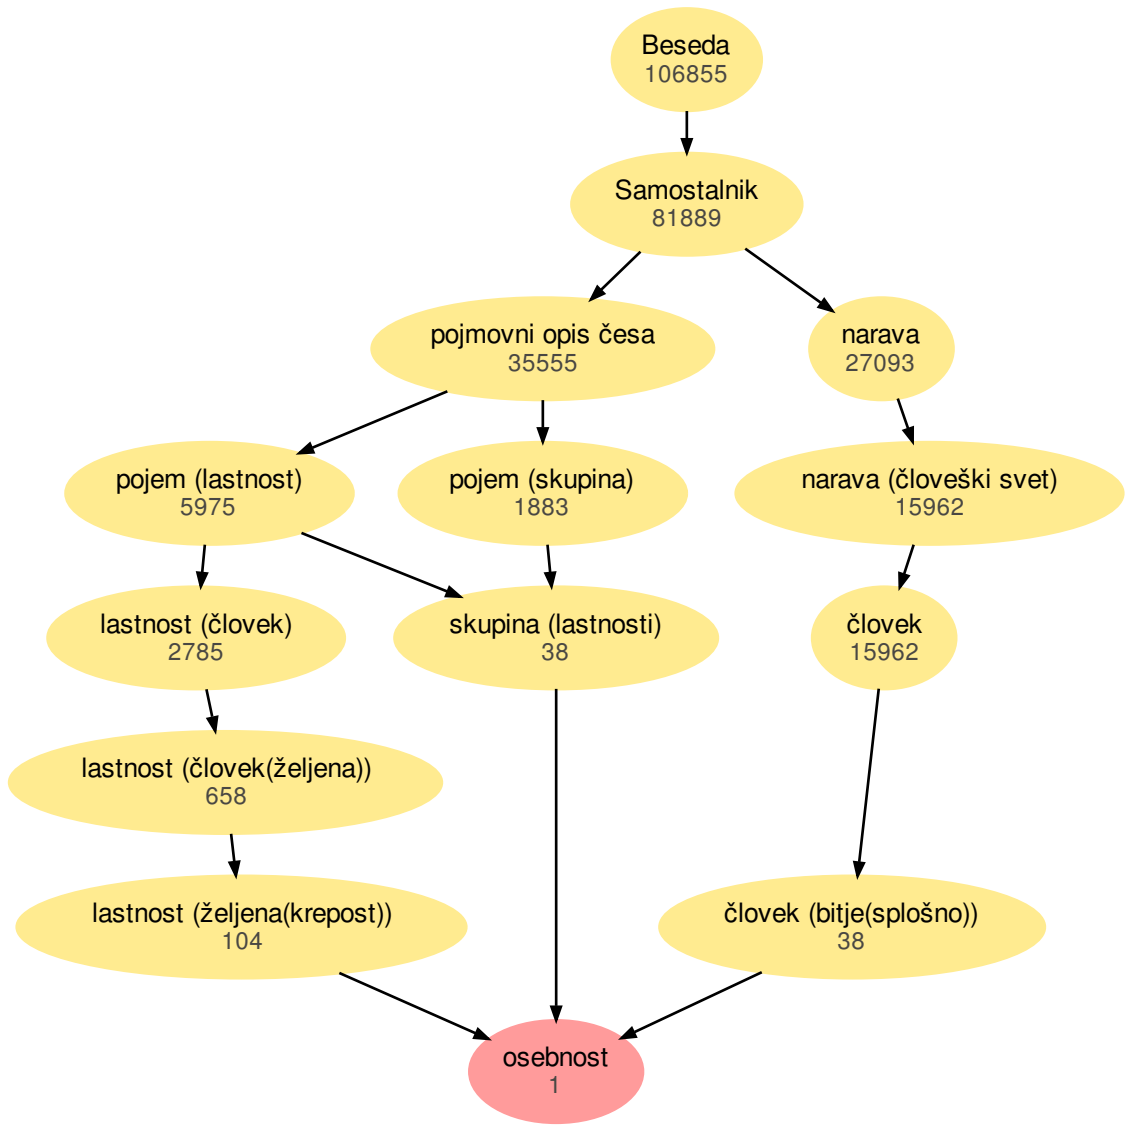 Beseda
106855
Samostalnik
81889
pojmovni opis česa
35555
narava
27093
pojem (lastnost)
5975
pojem (skupina)
1883
narava (človeški svet)
15962
lastnost (človek)
2785
skupina (lastnosti)
38
človek
15962
lastnost (človek(željena))
658
lastnost (željena(krepost))
104
človek (bitje(splošno))
38
osebnost
1